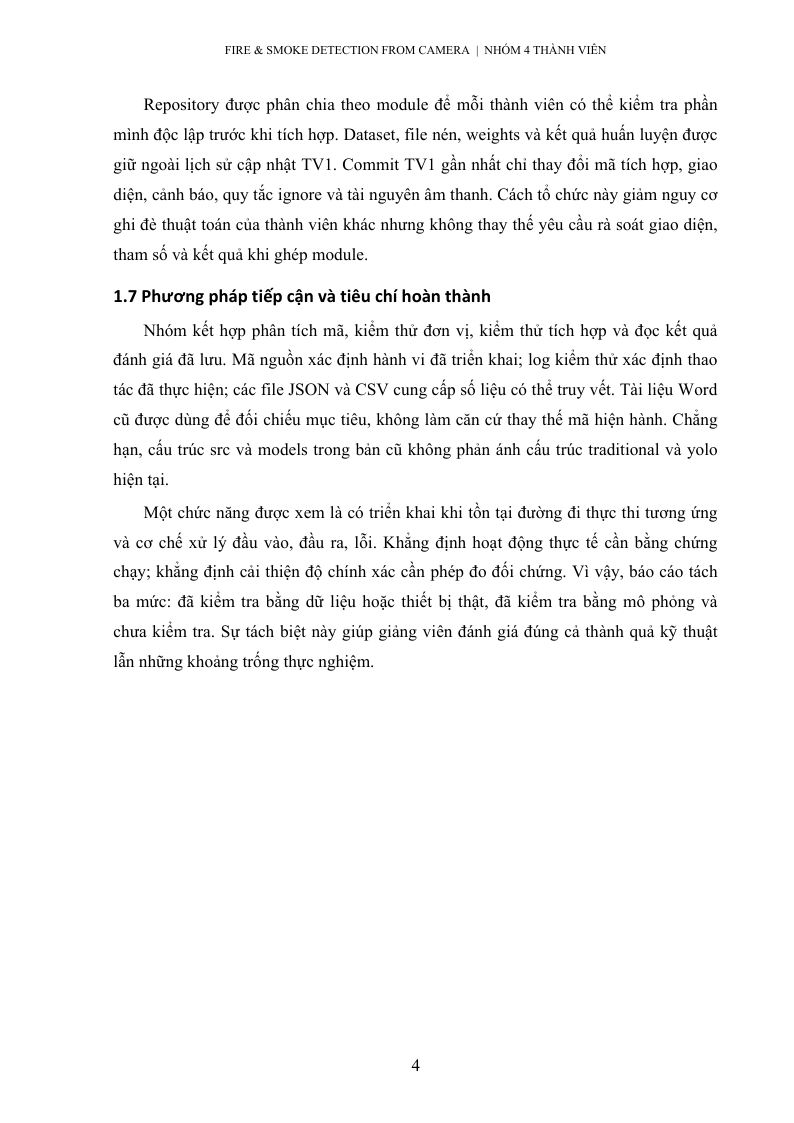 FIRE & SMOKE DETECTION FROM CAMERA | NHÓM 4 THÀNH VIÊN
Repository được phân chia theo module để mỗi thành viên có thể kiểm tra phần
mình độc lập trước khi tích hợp. Dataset, file nén, weights và kết quả huấn luyện được
giữ ngoài lịch sử cập nhật TV1. Commit TV1 gần nhất chỉ thay đổi mã tích hợp, giao
diện, cảnh báo, quy tắc ignore và tài nguyên âm thanh. Cách tổ chức này giảm nguy cơ
ghi đè thuật toán của thành viên khác nhưng không thay thế yêu cầu rà soát giao diện,
tham số và kết quả khi ghép module.
1.7 Phương pháp tiếp cận và tiêu chí hoàn thành
Nhóm kết hợp phân tích mã, kiểm thử đơn vị, kiểm thử tích hợp và đọc kết quả
đánh giá đã lưu. Mã nguồn xác định hành vi đã triển khai; log kiểm thử xác định thao
tác đã thực hiện; các file JSON và CSV cung cấp số liệu có thể truy vết. Tài liệu Word
cũ được dùng để đối chiếu mục tiêu, không làm căn cứ thay thế mã hiện hành. Chẳng
hạn, cấu trúc src và models trong bản cũ không phản ánh cấu trúc traditional và yolo
hiện tại.
Một chức năng được xem là có triển khai khi tồn tại đường đi thực thi tương ứng
và cơ chế xử lý đầu vào, đầu ra, lỗi. Khẳng định hoạt động thực tế cần bằng chứng
chạy; khẳng định cải thiện độ chính xác cần phép đo đối chứng. Vì vậy, báo cáo tách
ba mức: đã kiểm tra bằng dữ liệu hoặc thiết bị thật, đã kiểm tra bằng mô phỏng và
chưa kiểm tra. Sự tách biệt này giúp giảng viên đánh giá đúng cả thành quả kỹ thuật
lẫn những khoảng trống thực nghiệm.
4